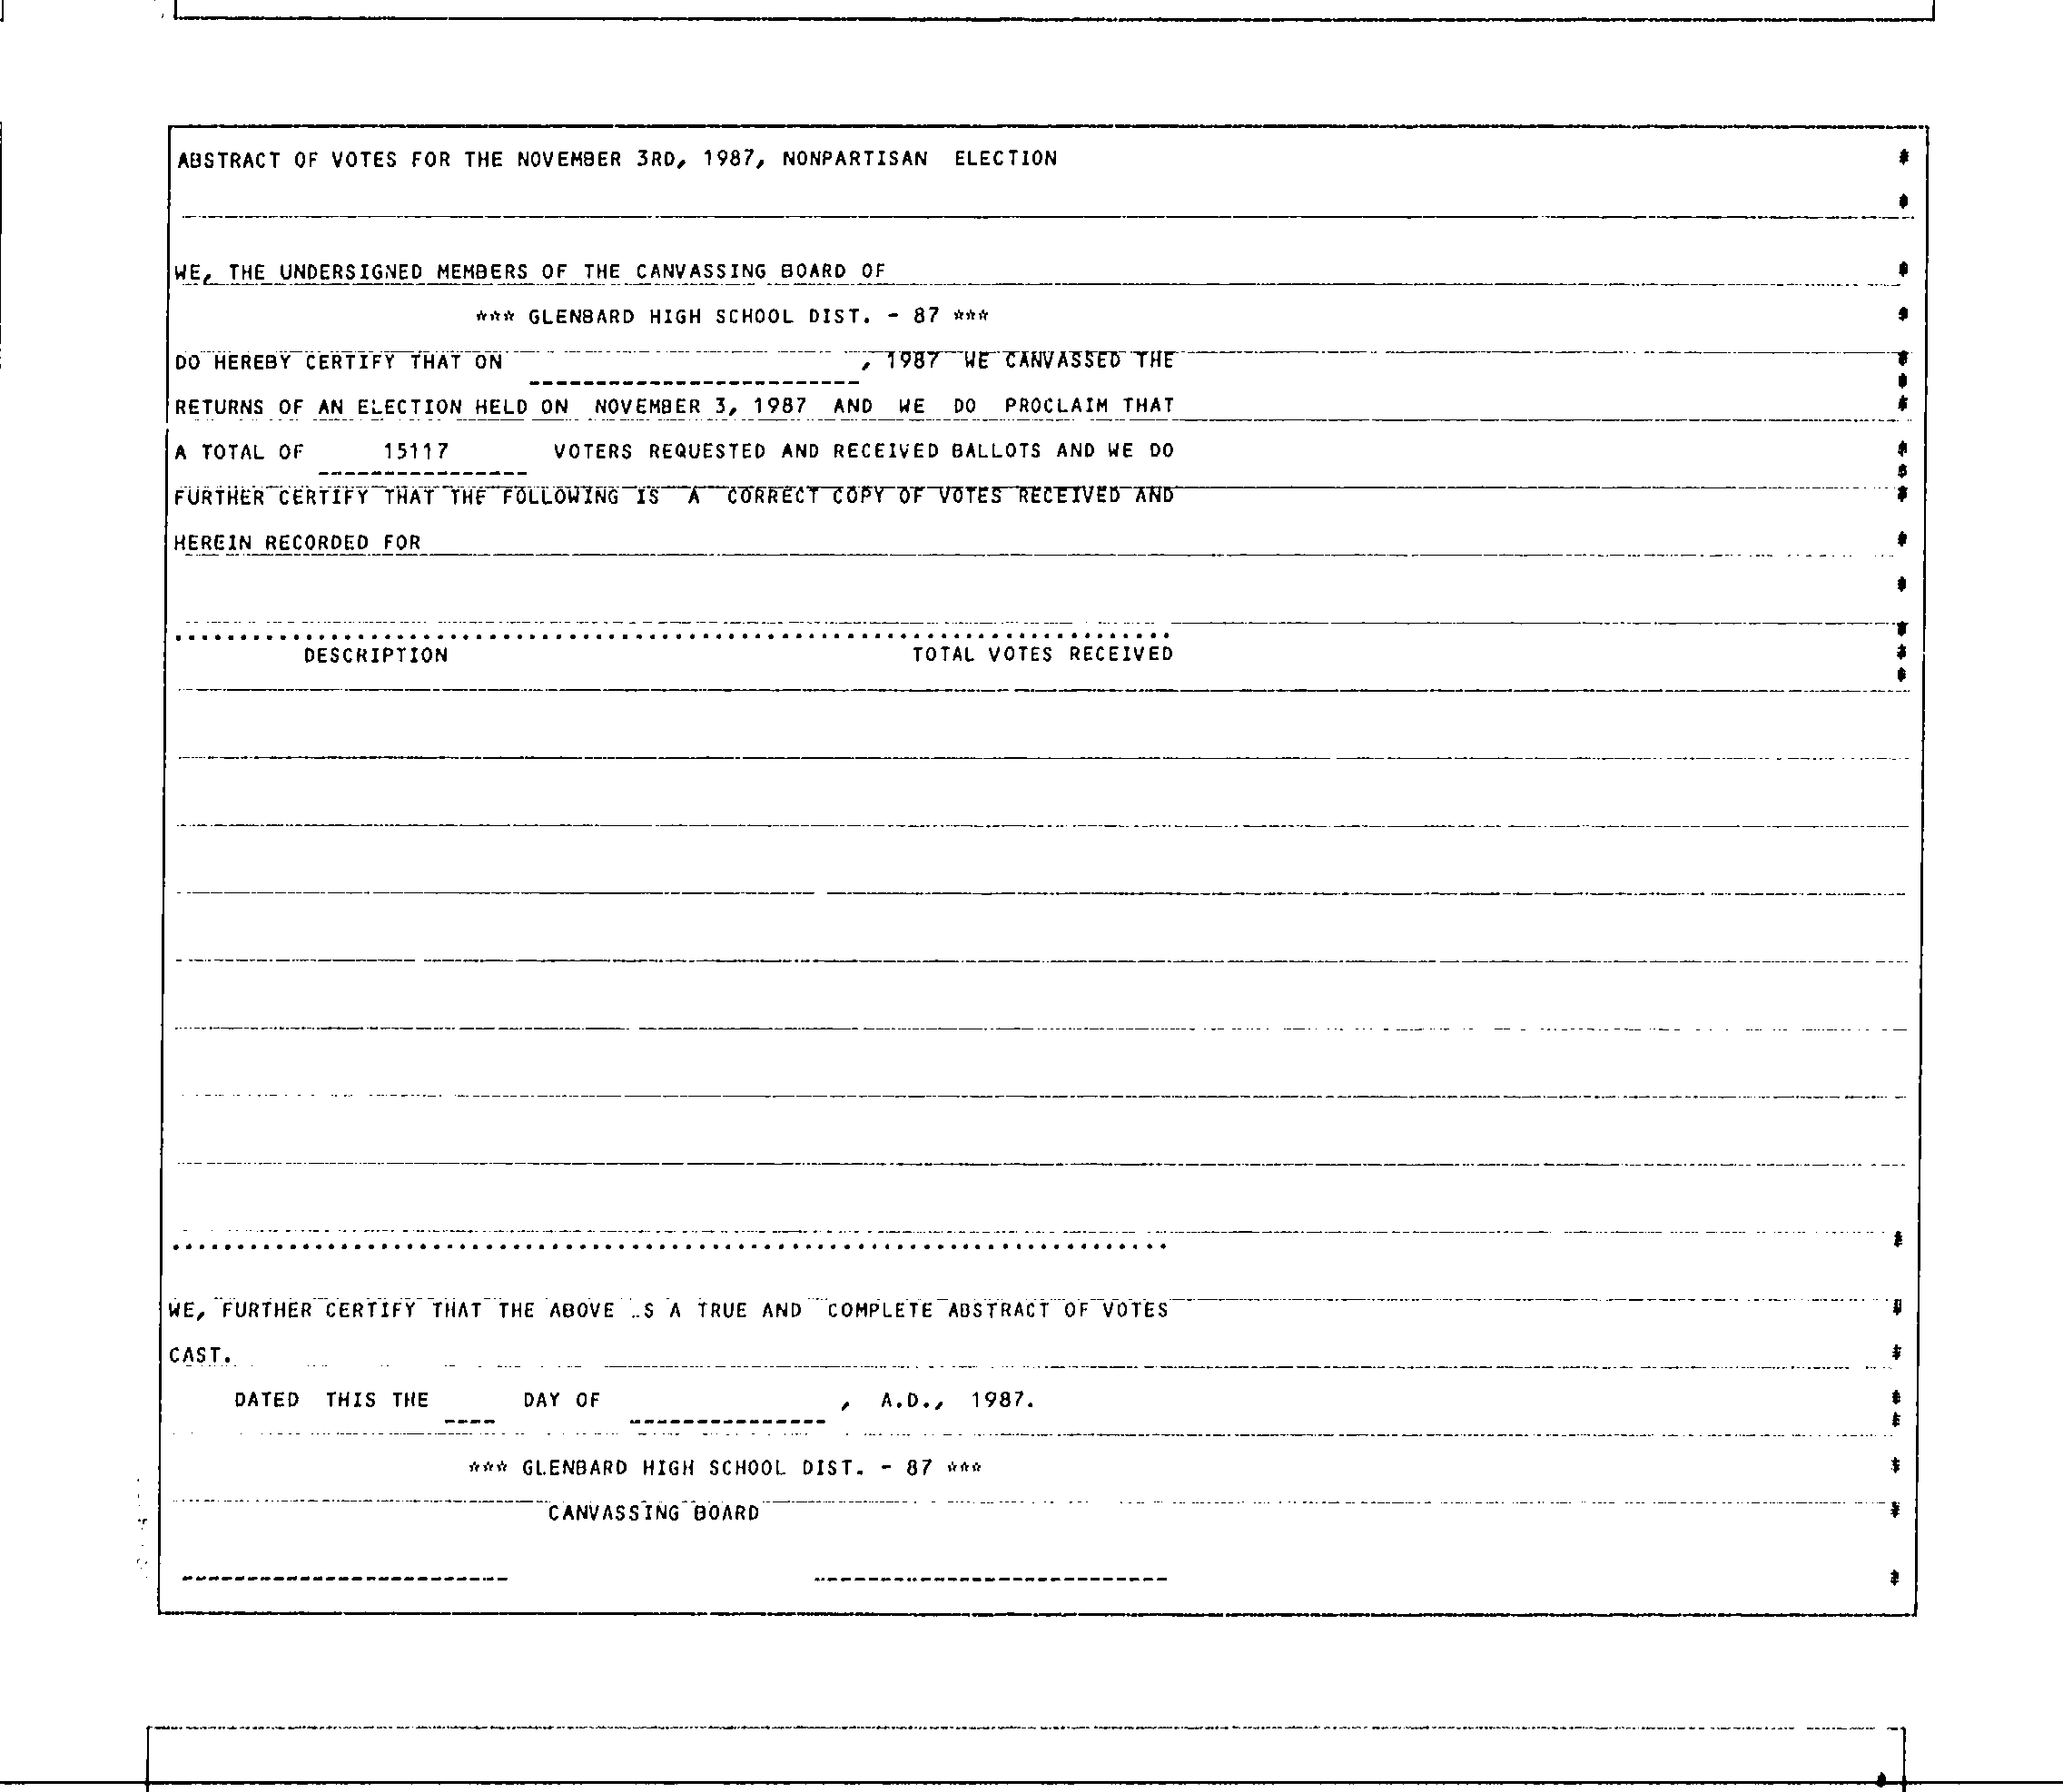 ABSTRACT OF VOTES FOR THE NOVEMBER 3RD, 1987, NONPARTISAN ELECTION
WE, THE UNDERSIGNED MEMBERS OF THE CANVASSING BOARD OF
*** GLENBARD HIGH SCHOOL DIST. - 87 ***
DO HEREBY CERTIFY THAT ON , 1987 WE CANVASSED THE
RETURNS OF AN ELECTION HELD ON NOVEMBER 3, 1987 AND WE DO PROCLAIM THAT
A TOTAL OF 15117 VOTERS REQUESTED AND RECEIVED BALLOTS AND WE DO
FURTHER CERTIFY THAT THE FOLLOWING IS A CORRECT COPY OF VOTES RECEIVED AND
HEREIN RECORDED FOR
DESCRIPTION TOTAL VOTES RECEIVED
WE, FURTHER CERTIFY THAT THE ABOVE .S A TRUE AND COMPLETE ABSTRACT OF VOTES
CAST.
DATED THIS THE ____ DAY OF _______________ , A.D., 1987.
*** GLENBARD HIGH SCHOOL DIST. - 87 ***
CANVASSING BOARD